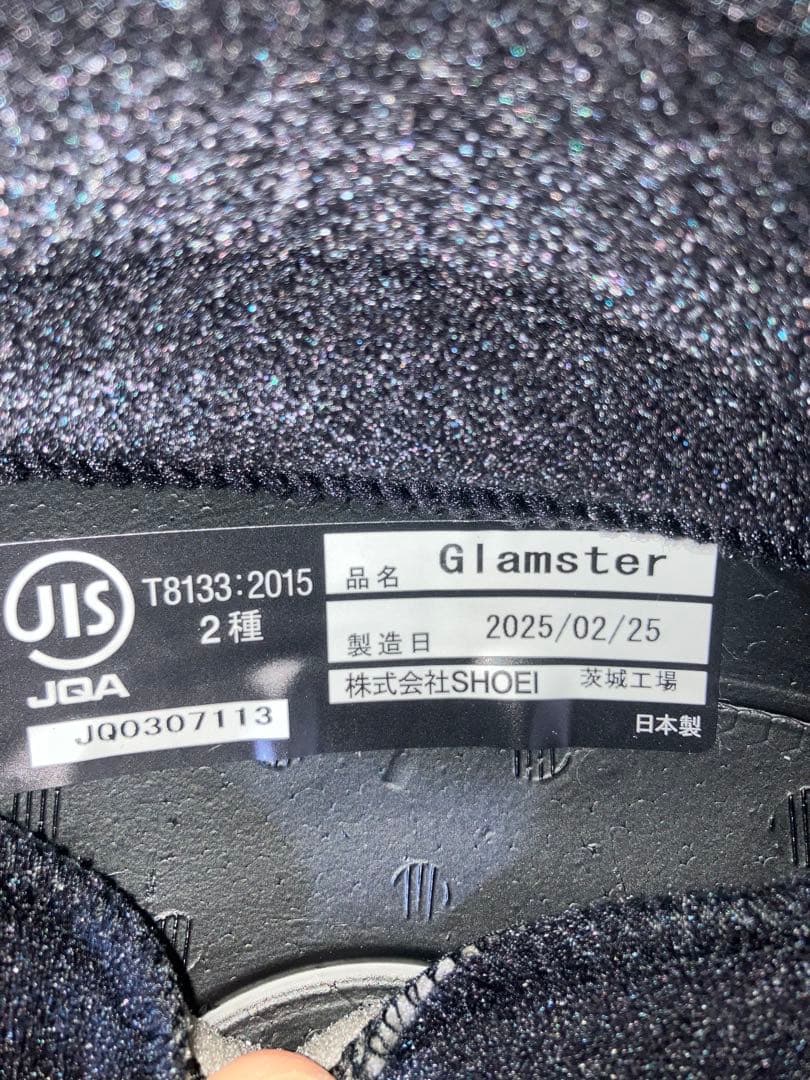 JIS
T8133:2015
2種
JQA
JQ0307113
品名 Glamster
製造日 2025/02/25
株式会社SHOEI 茨城工場
日本製